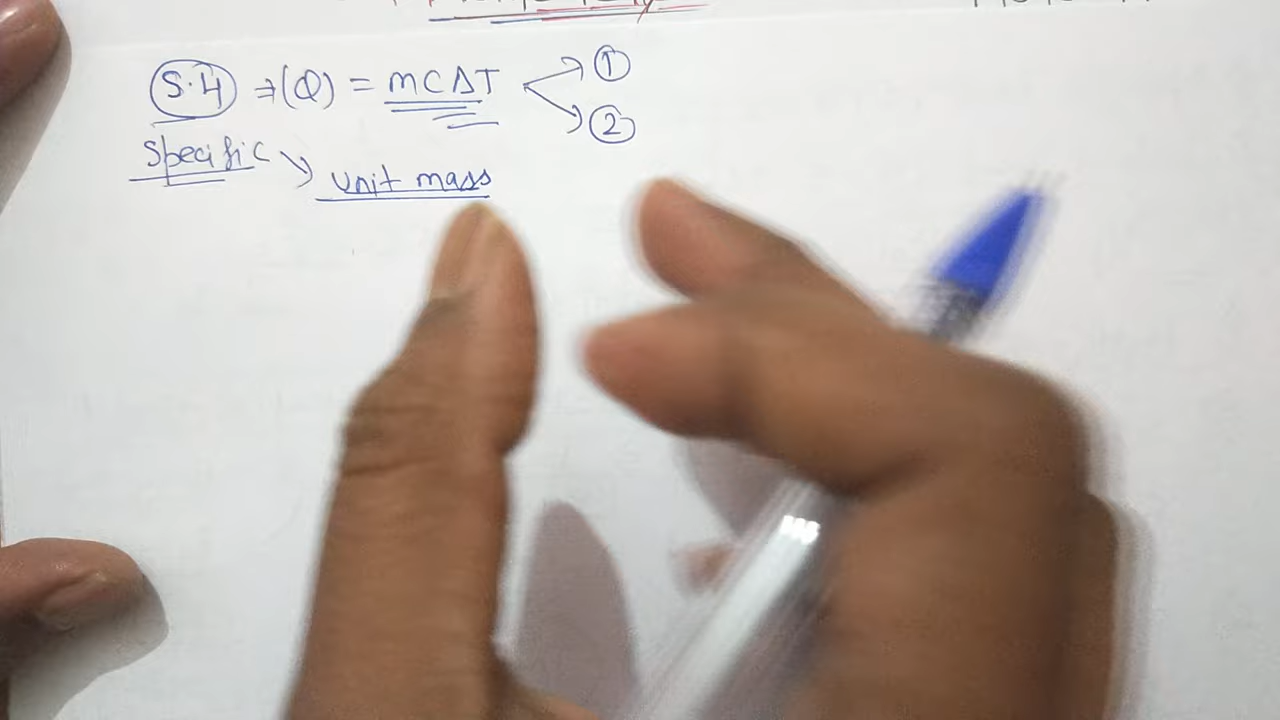 S.H ⇒ (Q) = mCΔT ① ②
Specific ↘ unit mass